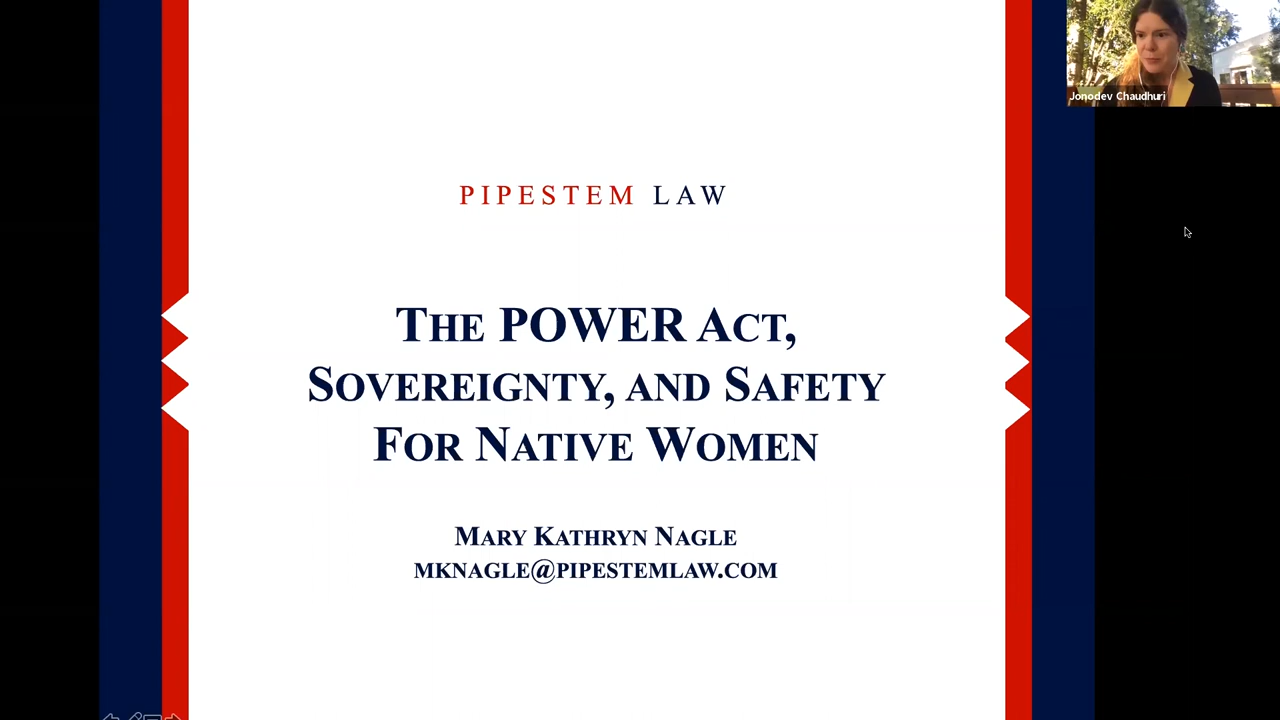 Jonodev Chaudhuri
PIPESTEM LAW
THE POWER ACT,
SOVEREIGNTY, AND SAFETY
FOR NATIVE WOMEN
MARY KATHRYN NAGLE
MKNAGLE@PIPESTEMLAW.COM